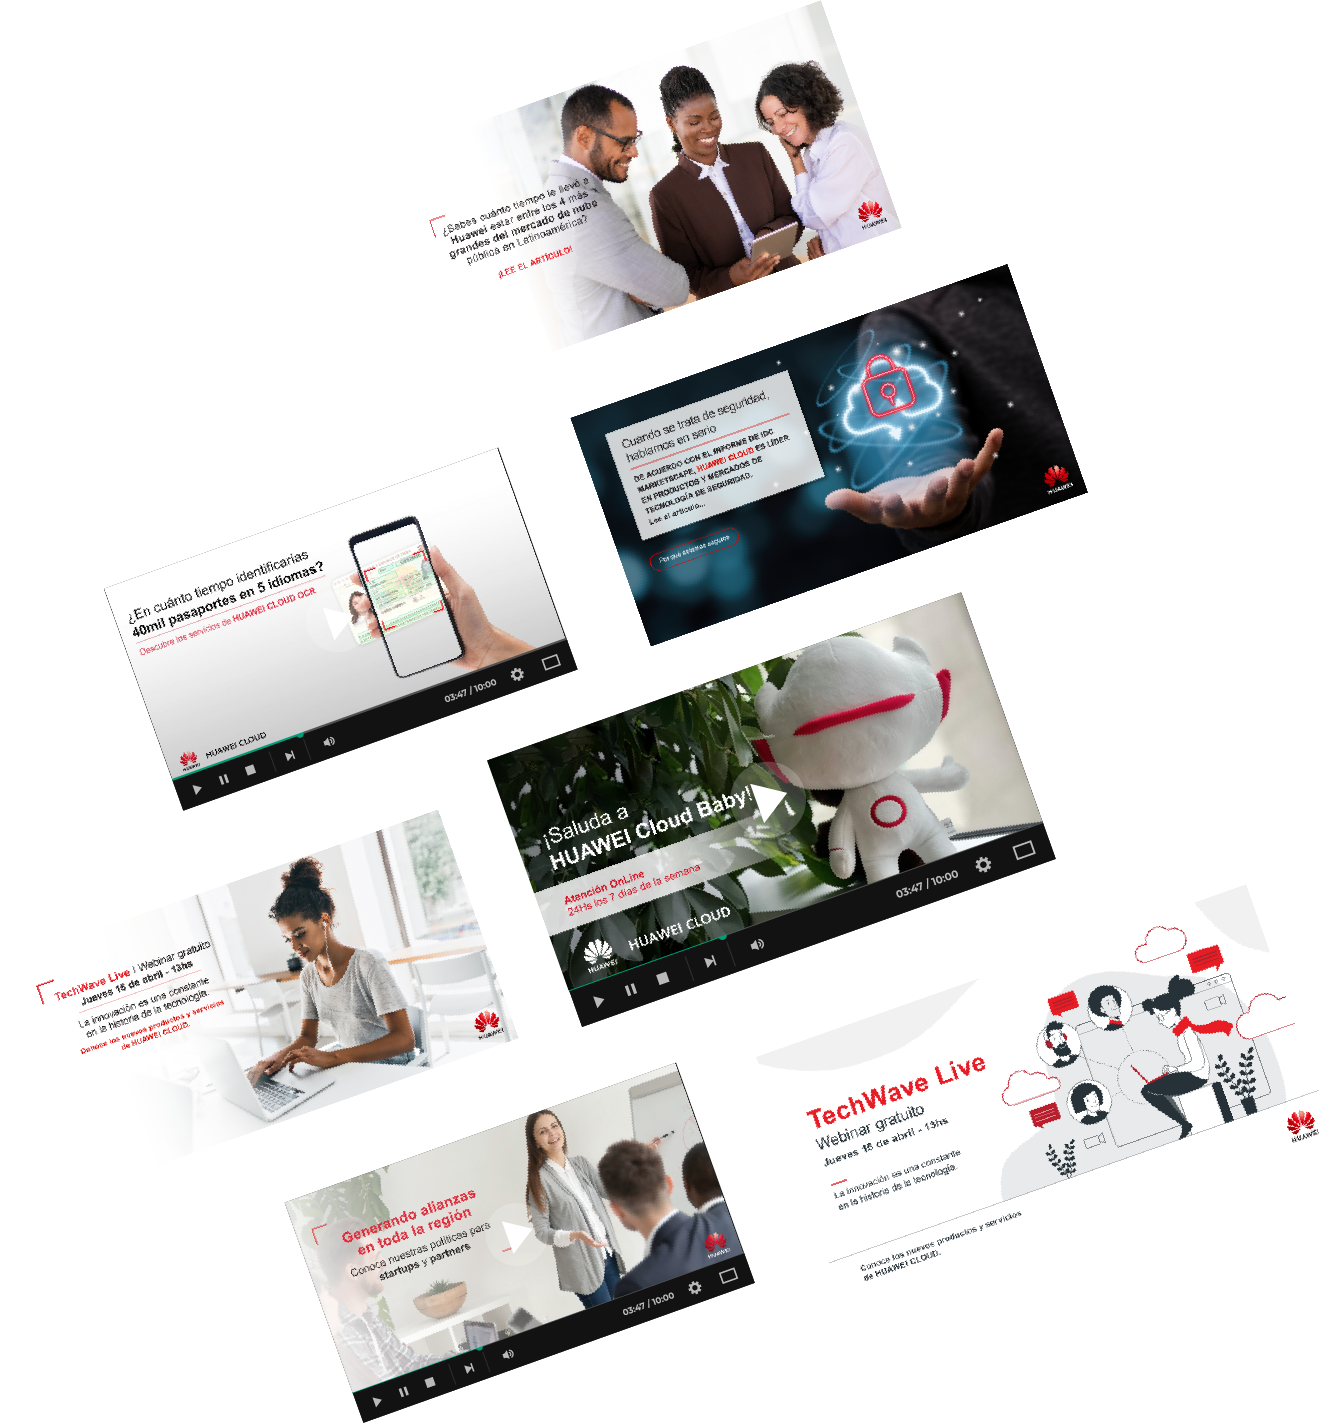 ¿Sabes cuánto tiempo le llevó a
Huawei estar entre los 4 más
grandes del mercado de nube
pública en Latinoamérica?
¡LEE EL ARTÍCULO!
HUAWEI
Cuando se trata de seguridad,
hablamos en serio
DE ACUERDO CON EL INFORME DE IDC
MARKETSCAPE, HUAWEI CLOUD ES LÍDER
EN PRODUCTOS Y MERCADOS DE
TECNOLOGÍA DE SEGURIDAD.
Lee el artículo...
Por qué estamos seguros
HUAWEI
¿En cuánto tiempo identificarías
40mil pasaportes en 5 idiomas?
Descubre los servicios de HUAWEI CLOUD OCR
HUAWEI
HUAWEI CLOUD
03:47 / 10:00
¡Saluda a
HUAWEI Cloud Baby!
Atención OnLine
24Hs los 7 días de la semana
HUAWEI
HUAWEI CLOUD
03:47 / 10:00
TechWave Live / Webinar gratuito
Jueves 15 de abril - 13hs
La innovación es una constante
en la historia de la tecnología.
Conoce los nuevos productos y servicios
de HUAWEI CLOUD.
HUAWEI
TechWave Live
Webinar gratuito
Jueves 15 de abril - 13hs
La innovación es una constante
en la historia de la tecnología.
Conoce los nuevos productos y servicios
de HUAWEI CLOUD.
HUAWEI
Generando alianzas
en toda la región
Conoce nuestras políticas para
startups y partners
HUAWEI
03:47 / 10:00